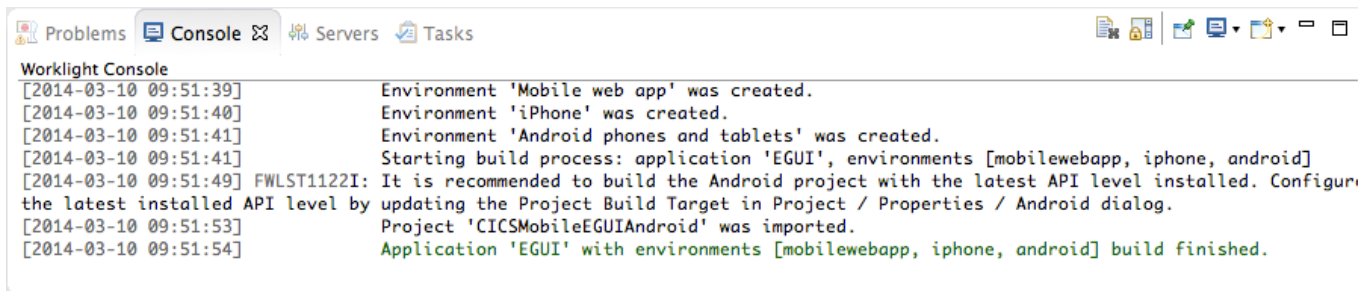 Problems Console Servers Tasks
Worklight Console
[2014-03-10 09:51:39] Environment 'Mobile web app' was created.
[2014-03-10 09:51:40] Environment 'iPhone' was created.
[2014-03-10 09:51:41] Environment 'Android phones and tablets' was created.
[2014-03-10 09:51:41] Starting build process: application 'EGUI', environments [mobilewebapp, iphone, android]
[2014-03-10 09:51:49] FWLST1122I: It is recommended to build the Android project with the latest API level installed. Configure
the latest installed API level by updating the Project Build Target in Project / Properties / Android dialog.
[2014-03-10 09:51:53] Project 'CICSMobileEGUIAndroid' was imported.
[2014-03-10 09:51:54] Application 'EGUI' with environments [mobilewebapp, iphone, android] build finished.